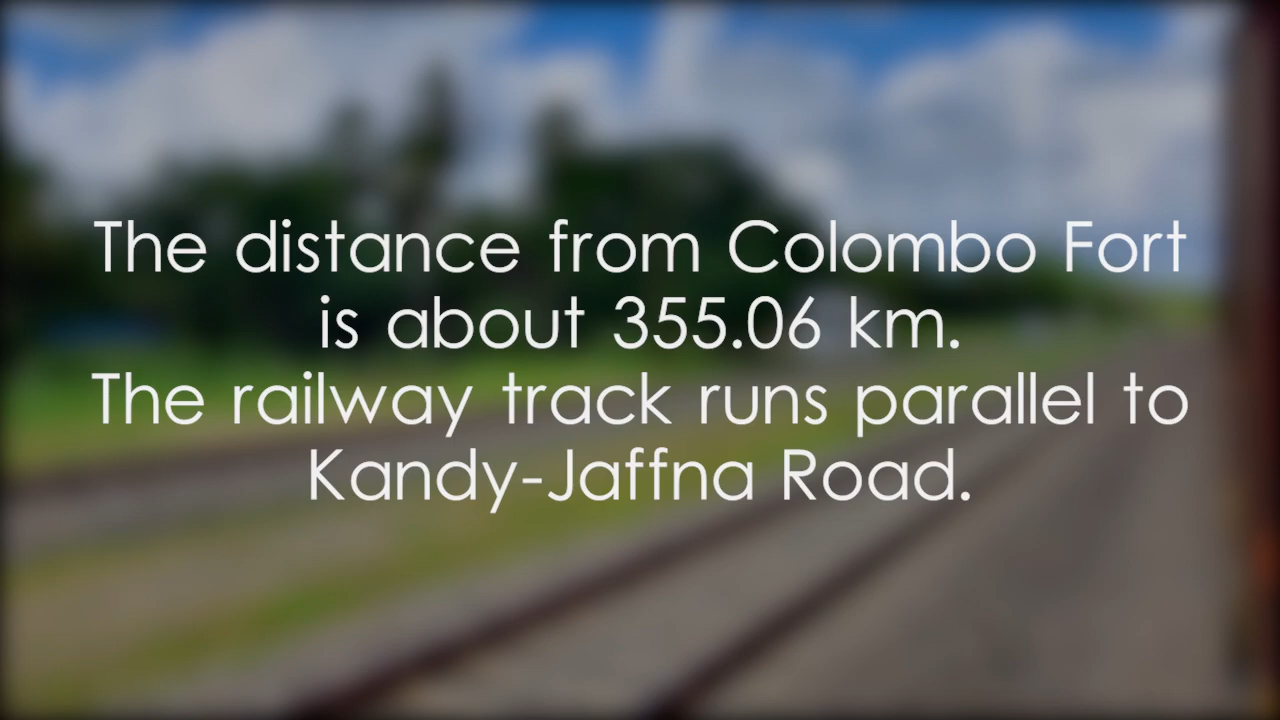 The distance from Colombo Fort
is about 355.06 km.
The railway track runs parallel to
Kandy-Jaffna Road.